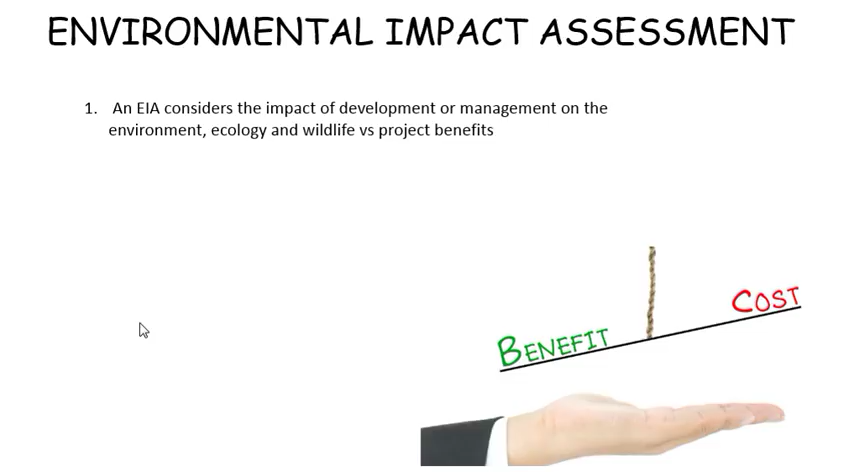 ENVIRONMENTAL IMPACT ASSESSMENT
1. An EIA considers the impact of development or management on the
environment, ecology and wildlife vs project benefits
COST
BENEFIT